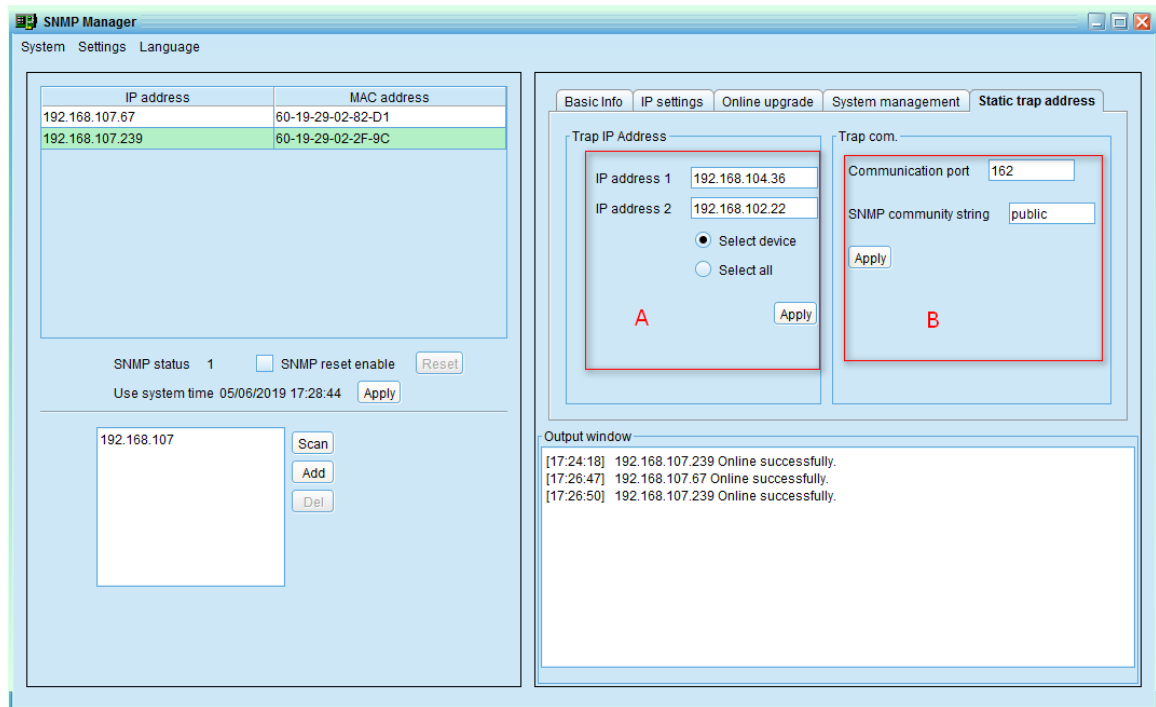 SNMP Manager
System Settings Language
IP address MAC address
192.168.107.67 60-19-29-02-82-D1
192.168.107.239 60-19-29-02-2F-9C
SNMP status 1 SNMP reset enable Reset
Use system time 05/06/2019 17:28:44 Apply
192.168.107
Scan
Add
Del
Basic Info IP settings Online upgrade System management Static trap address
Trap IP Address
IP address 1 192.168.104.36
IP address 2 192.168.102.22
Select device
Select all
Apply
A
Trap com.
Communication port 162
SNMP community string public
Apply
B
Output window
[17:24:18] 192.168.107.239 Online successfully.
[17:26:47] 192.168.107.67 Online successfully.
[17:26:50] 192.168.107.239 Online successfully.